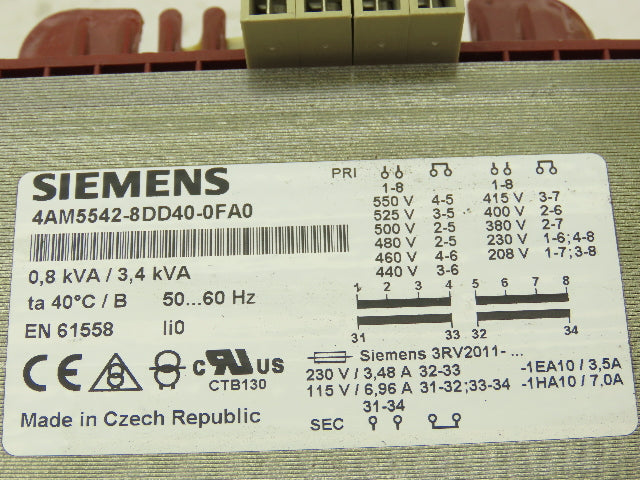 SIEMENS
4AM5542-8DD40-0FA0
0,8 kVA / 3,4 kVA
ta 40°C / B 50...60 Hz
EN 61558 Ii0
CE c RU US
CTB130
Made in Czech Republic
PRI
1-8 1-8
550 V 4-5 415 V 3-7
525 V 3-5 400 V 2-6
500 V 2-5 380 V 2-7
480 V 2-5 230 V 1-6;4-8
460 V 4-6 208 V 1-7;3-8
440 V 3-6
1 2 3 4 5 6 7 8
31 33 32 34
Siemens 3RV2011- ...
230 V / 3,48 A 32-33 -1EA10 / 3,5A
115 V / 6,96 A 31-32;33-34 -1HA10 / 7,0A
31-34
SEC